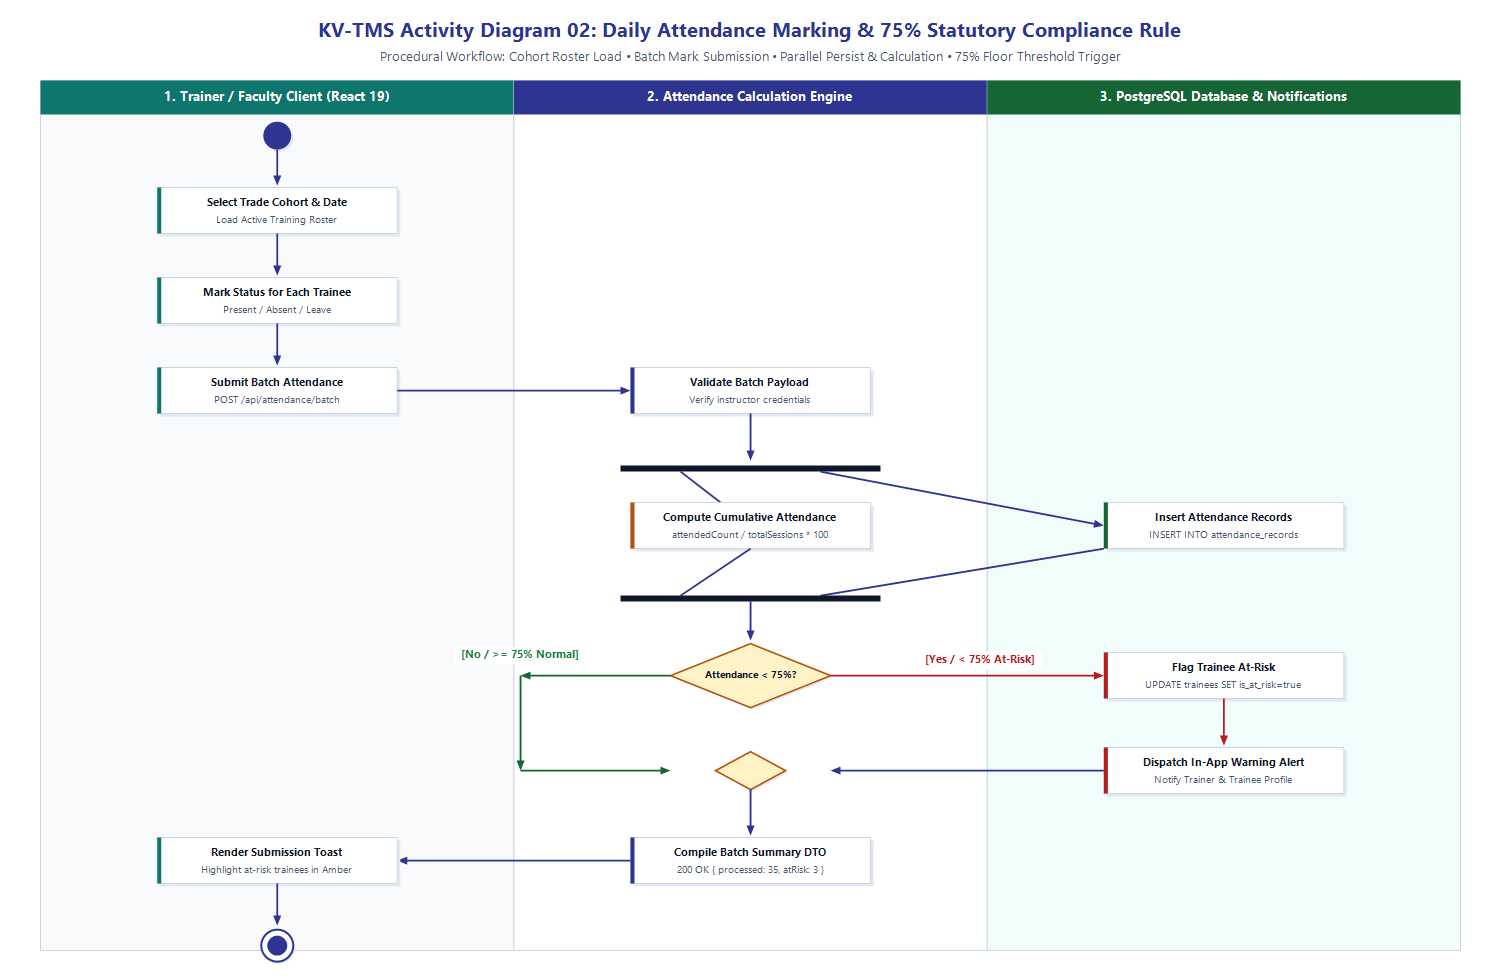 KV-TMS Activity Diagram 02: Daily Attendance Marking & 75% Statutory Compliance Rule
Procedural Workflow: Cohort Roster Load • Batch Mark Submission • Parallel Persist & Calculation • 75% Floor Threshold Trigger
1. Trainer / Faculty Client (React 19)
2. Attendance Calculation Engine
3. PostgreSQL Database & Notifications
Select Trade Cohort & Date
Load Active Training Roster
Mark Status for Each Trainee
Present / Absent / Leave
Submit Batch Attendance
POST /api/attendance/batch
Validate Batch Payload
Verify instructor credentials
Compute Cumulative Attendance
attendedCount / totalSessions * 100
Insert Attendance Records
INSERT INTO attendance_records
[No / >= 75% Normal]
Attendance < 75%?
[Yes / < 75% At-Risk]
Flag Trainee At-Risk
UPDATE trainees SET is_at_risk=true
Dispatch In-App Warning Alert
Notify Trainer & Trainee Profile
Render Submission Toast
Highlight at-risk trainees in Amber
Compile Batch Summary DTO
200 OK { processed: 35, atRisk: 3 }